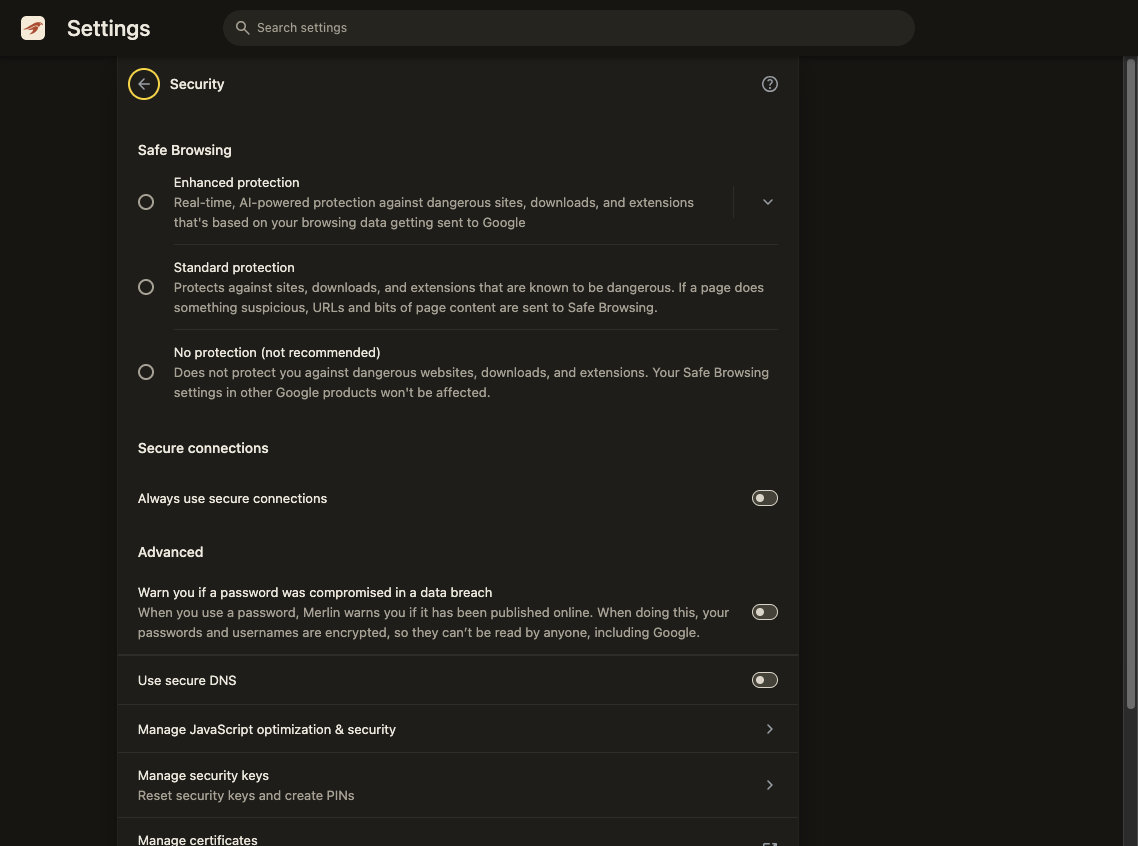 Settings
Search settings
Security
Safe Browsing
Enhanced protection
Real-time, AI-powered protection against dangerous sites, downloads, and extensions
that's based on your browsing data getting sent to Google
Standard protection
Protects against sites, downloads, and extensions that are known to be dangerous. If a page does
something suspicious, URLs and bits of page content are sent to Safe Browsing.
No protection (not recommended)
Does not protect you against dangerous websites, downloads, and extensions. Your Safe Browsing
settings in other Google products won't be affected.
Secure connections
Always use secure connections
Advanced
Warn you if a password was compromised in a data breach
When you use a password, Merlin warns you if it has been published online. When doing this, your
passwords and usernames are encrypted, so they can’t be read by anyone, including Google.
Use secure DNS
Manage JavaScript optimization & security
Manage security keys
Reset security keys and create PINs
Manage certificates